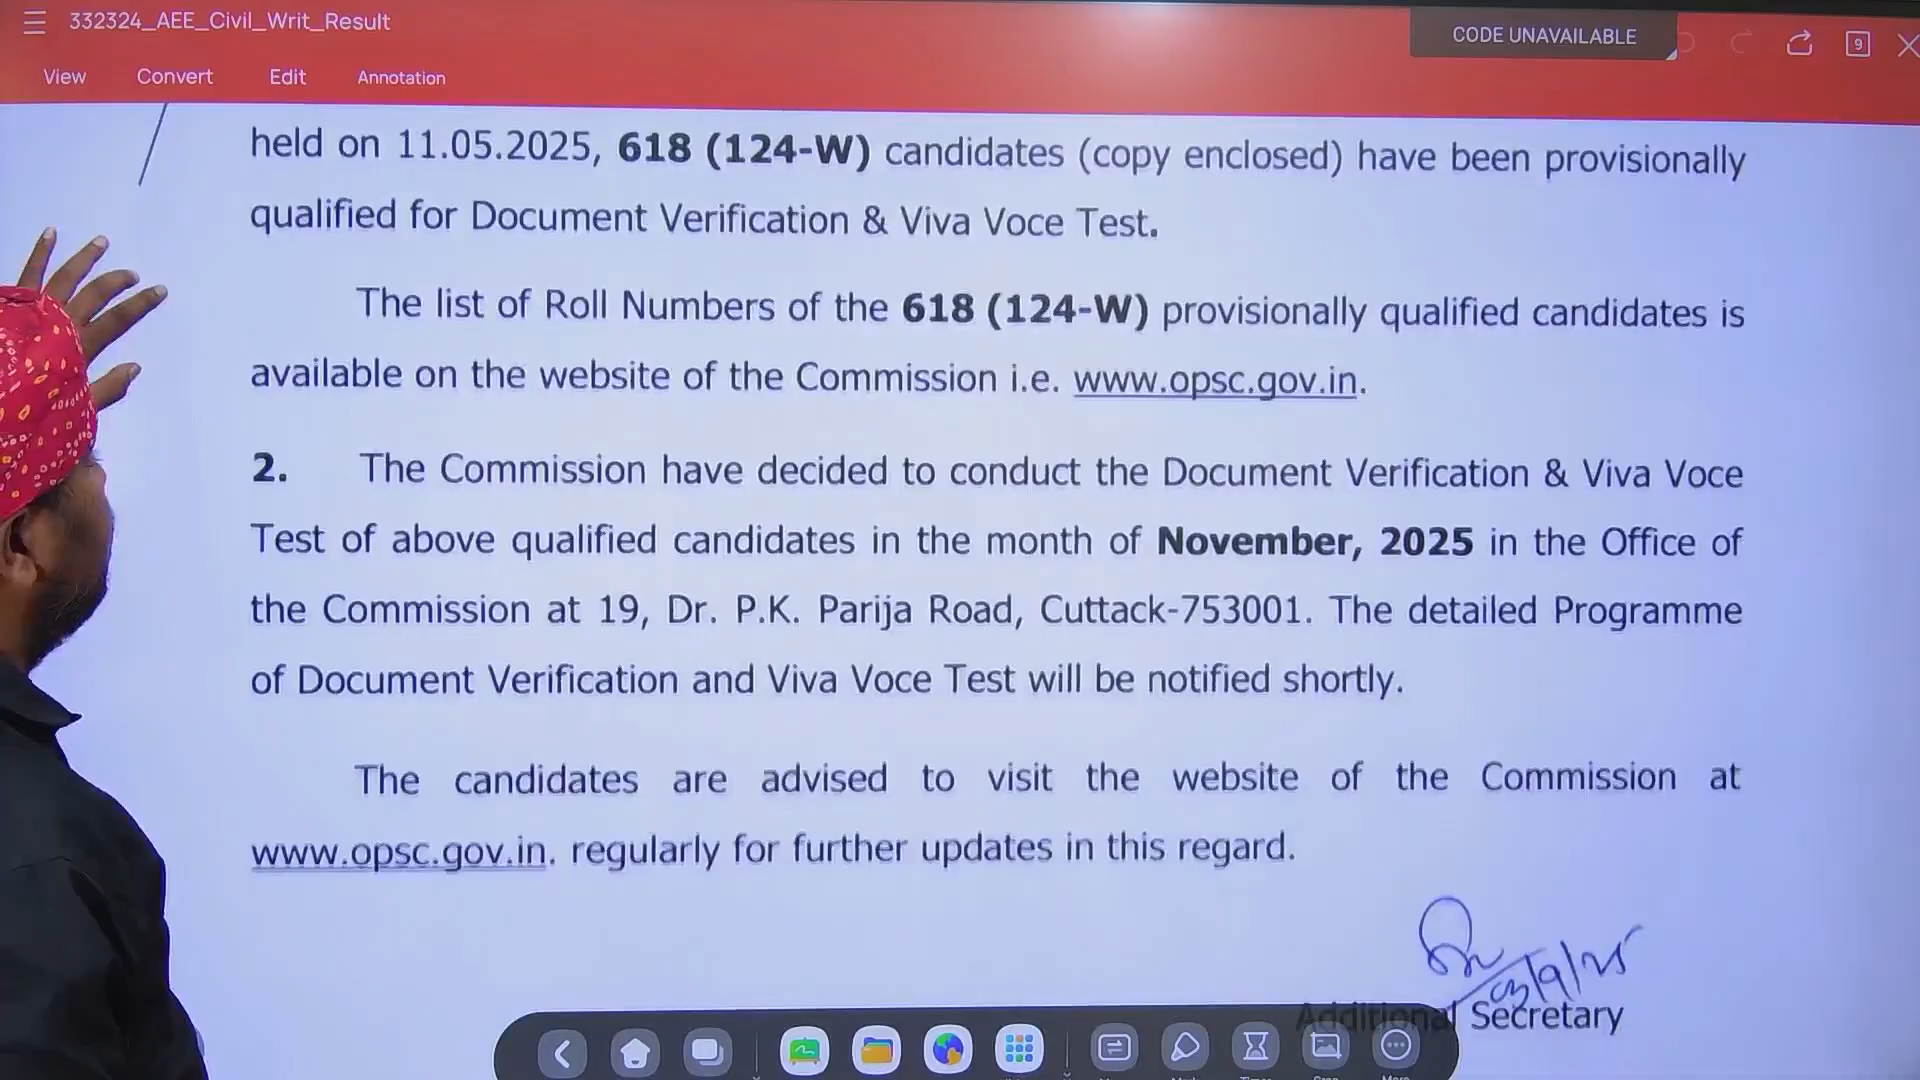 332324_AEE_Civil_Writ_Result
CODE UNAVAILABLE
9
View Convert Edit Annotation
held on 11.05.2025, 618 (124-W) candidates (copy enclosed) have been provisionally
qualified for Document Verification & Viva Voce Test.
The list of Roll Numbers of the 618 (124-W) provisionally qualified candidates is
available on the website of the Commission i.e. www.opsc.gov.in.
2. The Commission have decided to conduct the Document Verification & Viva Voce
Test of above qualified candidates in the month of November, 2025 in the Office of
the Commission at 19, Dr. P.K. Parija Road, Cuttack-753001. The detailed Programme
of Document Verification and Viva Voce Test will be notified shortly.
The candidates are advised to visit the website of the Commission at
www.opsc.gov.in. regularly for further updates in this regard.
03/9/25
Additional Secretary